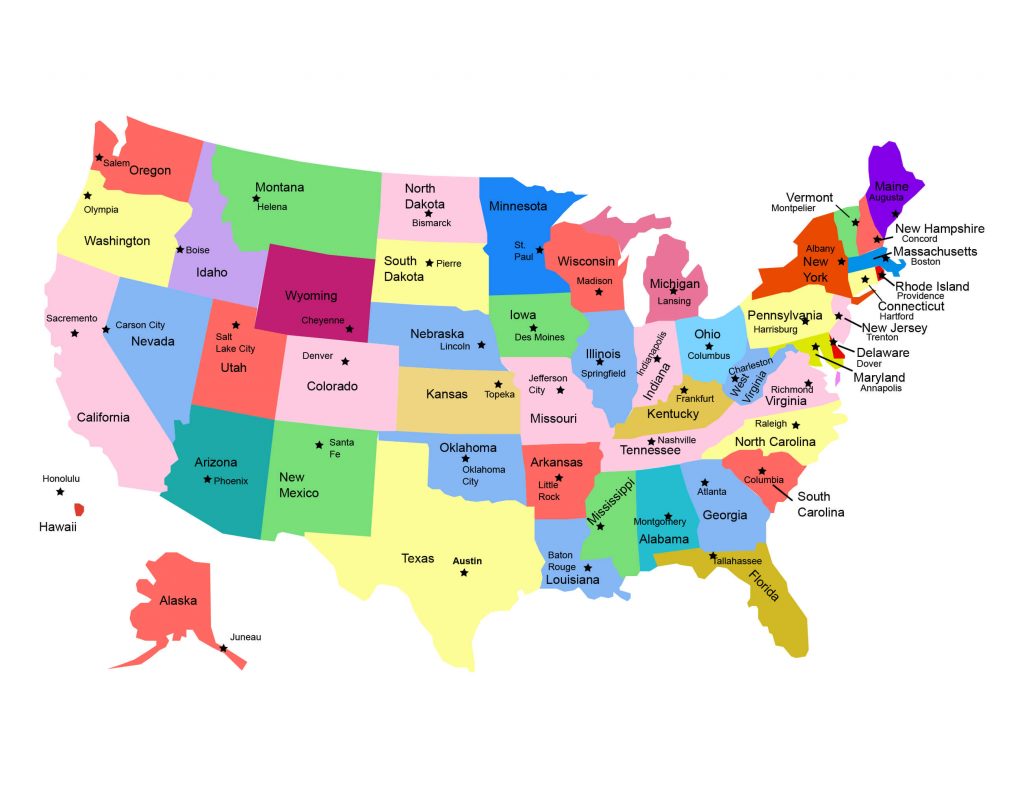 Salem
Oregon
Olympia
Washington
Boise
Idaho
Montana
Helena
North
Dakota
Bismarck
South
Dakota
Pierre
Minnesota
St.
Paul
Wisconsin
Madison
Michigan
Lansing
Wyoming
Cheyenne
Nebraska
Lincoln
Iowa
Des Moines
Sacremento
Carson City
Nevada
California
Salt
Lake City
Utah
Denver
Colorado
Kansas
Topeka
Jefferson
City
Missouri
Illinois
Springfield
Indianapolis
Indiana
Ohio
Columbus
Frankfurt
Kentucky
Charleston
West
Virginia
Richmond
Virginia
Pennsylvania
Harrisburg
Albany
New
York
Vermont
Montpelier
Maine
Augusta
New Hampshire
Concord
Massachusetts
Boston
Rhode Island
Providence
Connecticut
Hartford
New Jersey
Trenton
Delaware
Dover
Maryland
Annapolis
Arizona
Phoenix
Santa
Fe
New
Mexico
Oklahoma
Oklahoma
City
Arkansas
Little
Rock
Nashville
Tennessee
Raleigh
North Carolina
Columbia
South
Carolina
Mississippi
Montgomery
Alabama
Atlanta
Georgia
Texas
Austin
Baton
Rouge
Louisiana
Tallahassee
Florida
Honolulu
Hawaii
Alaska
Juneau